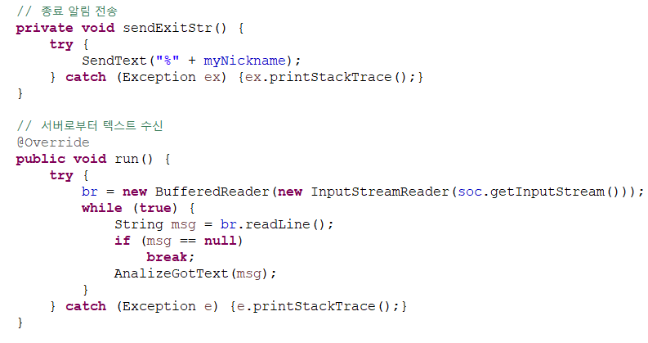 // 종료 알림 전송
private void sendExitStr() {
    try {
        SendText("%" + myNickname);
    } catch (Exception ex) {ex.printStackTrace();}
}

// 서버로부터 텍스트 수신
@Override
public void run() {
    try {
        br = new BufferedReader(new InputStreamReader(soc.getInputStream()));
        while (true) {
            String msg = br.readLine();
            if (msg == null)
                break;
            AnalizeGotText(msg);
        }
    } catch (Exception e) {e.printStackTrace();}
}